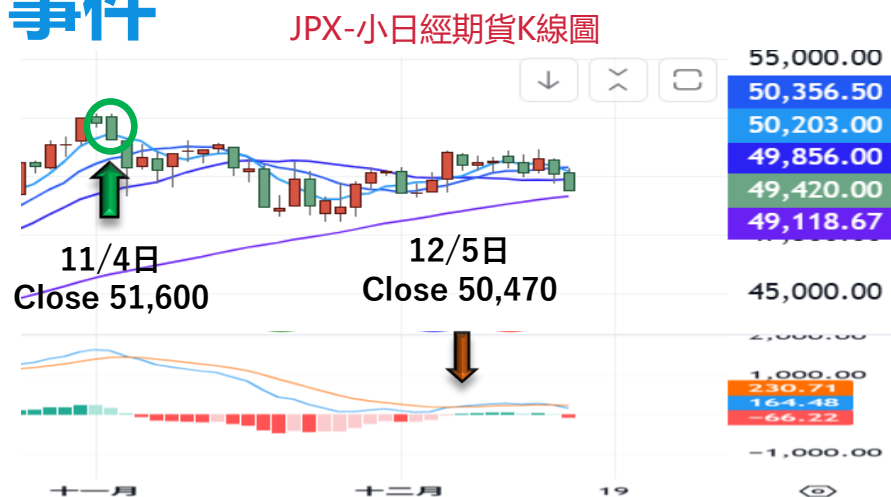 事件
JPX-小日經期貨K線圖
55,000.00
50,356.50
50,203.00
49,856.00
49,420.00
49,118.67
11/4日
Close 51,600
12/5日
Close 50,470
45,000.00
1,000.00
230.71
164.48
-66.22
-1,000.00
十一月 十二月 19